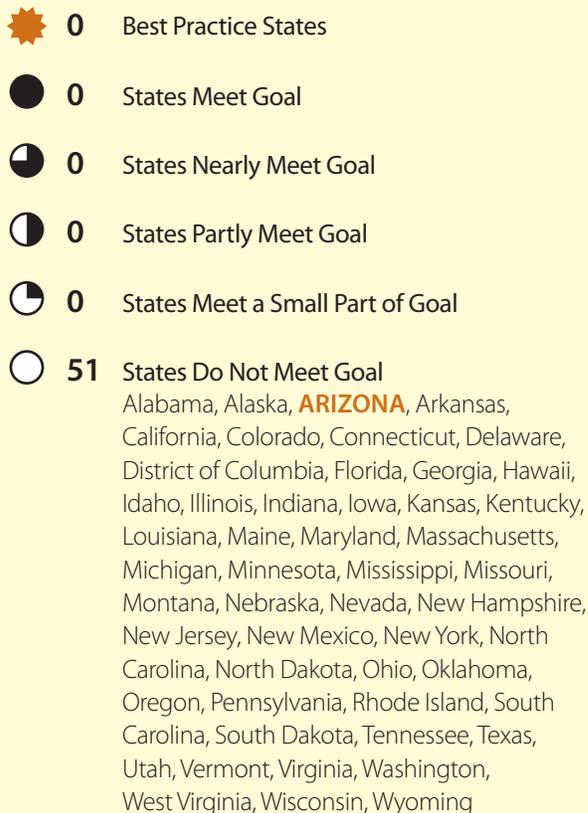 0 Best Practice States
0 States Meet Goal
0 States Nearly Meet Goal
0 States Partly Meet Goal
0 States Meet a Small Part of Goal
51 States Do Not Meet Goal
Alabama, Alaska, ARIZONA, Arkansas,
California, Colorado, Connecticut, Delaware,
District of Columbia, Florida, Georgia, Hawaii,
Idaho, Illinois, Indiana, Iowa, Kansas, Kentucky,
Louisiana, Maine, Maryland, Massachusetts,
Michigan, Minnesota, Mississippi, Missouri,
Montana, Nebraska, Nevada, New Hampshire,
New Jersey, New Mexico, New York, North
Carolina, North Dakota, Ohio, Oklahoma,
Oregon, Pennsylvania, Rhode Island, South
Carolina, South Dakota, Tennessee, Texas,
Utah, Vermont, Virginia, Washington,
West Virginia, Wisconsin, Wyoming